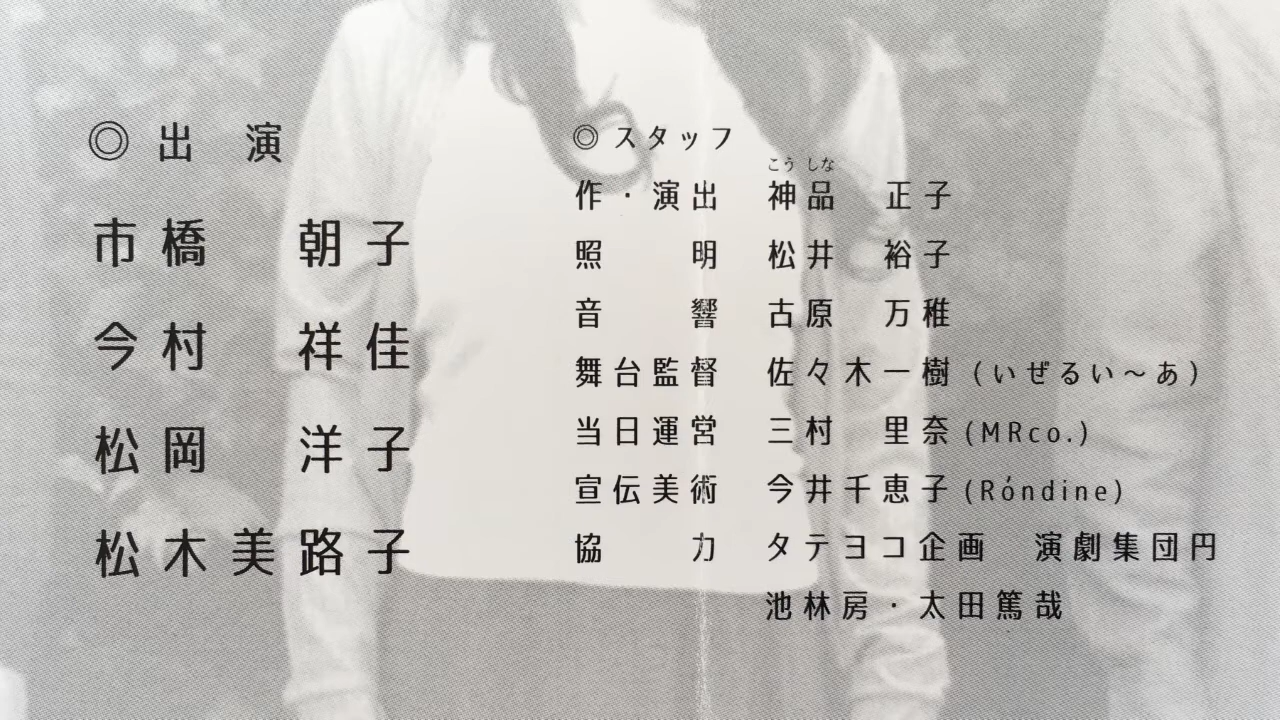 ◎出 演
市橋 朝子
今村 祥佳
松岡 洋子
松木美路子
◎スタッフ
こう しな
作・演出 神品 正子
照 明 松井 裕子
音 響 古原 万稚
舞台監督 佐々木一樹(いぜるい～あ)
当日運営 三村 里奈(MRco.)
宣伝美術 今井千恵子(Róndine)
協 力 タテヨコ企画 演劇集団円
池林房・太田篤哉